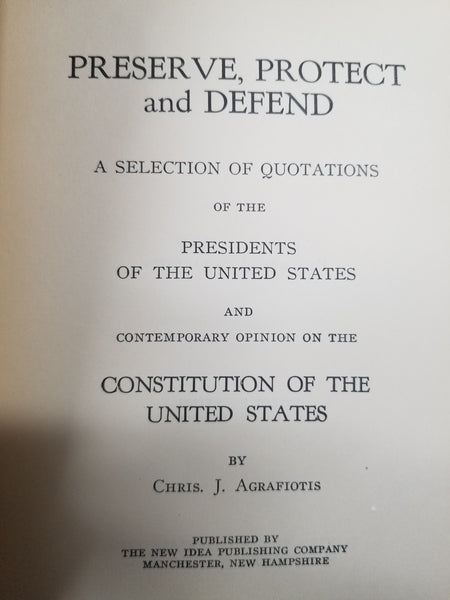 PRESERVE, PROTECT
and DEFEND
A SELECTION OF QUOTATIONS
OF THE
PRESIDENTS
OF THE UNITED STATES
AND
CONTEMPORARY OPINION ON THE
CONSTITUTION OF THE
UNITED STATES
BY
CHRIS. J. AGRAFIOTIS
PUBLISHED BY
THE NEW IDEA PUBLISHING COMPANY
MANCHESTER, NEW HAMPSHIRE